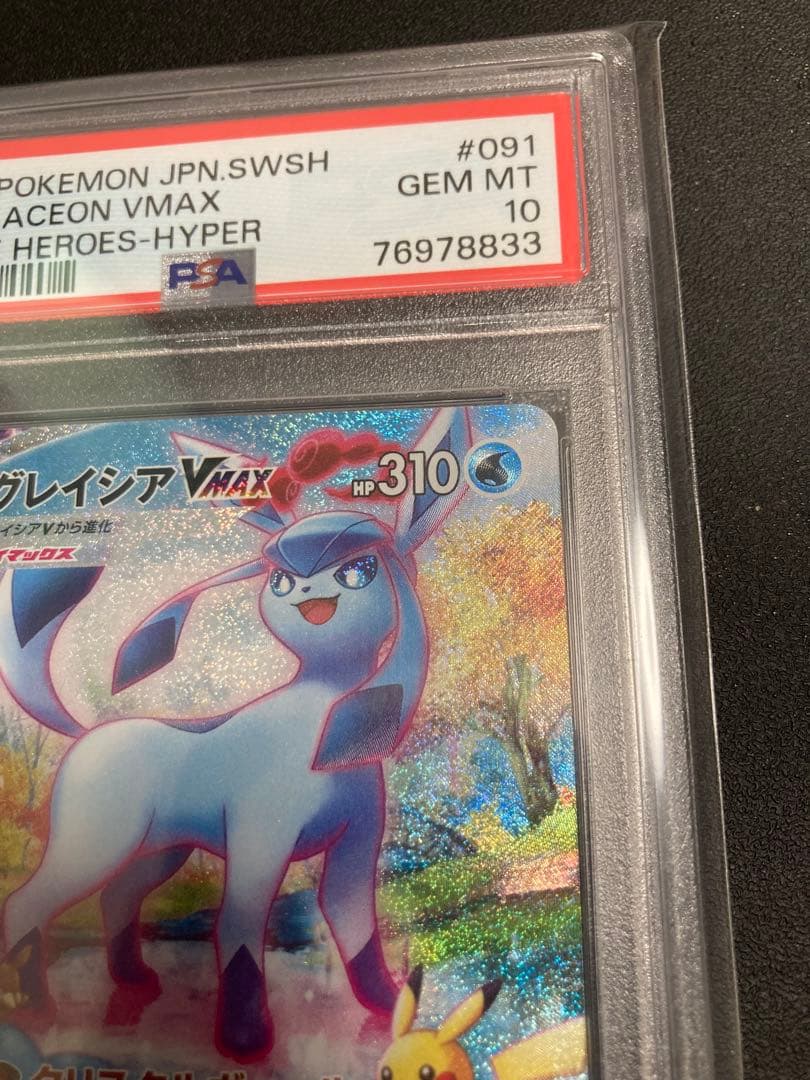 POKEMON JPN.SWSH #091
ACEON VMAX GEM MT
HEROES-HYPER 10
PSA 76978833
グレイシアVMAX HP310
イシアVから進化
イマックス